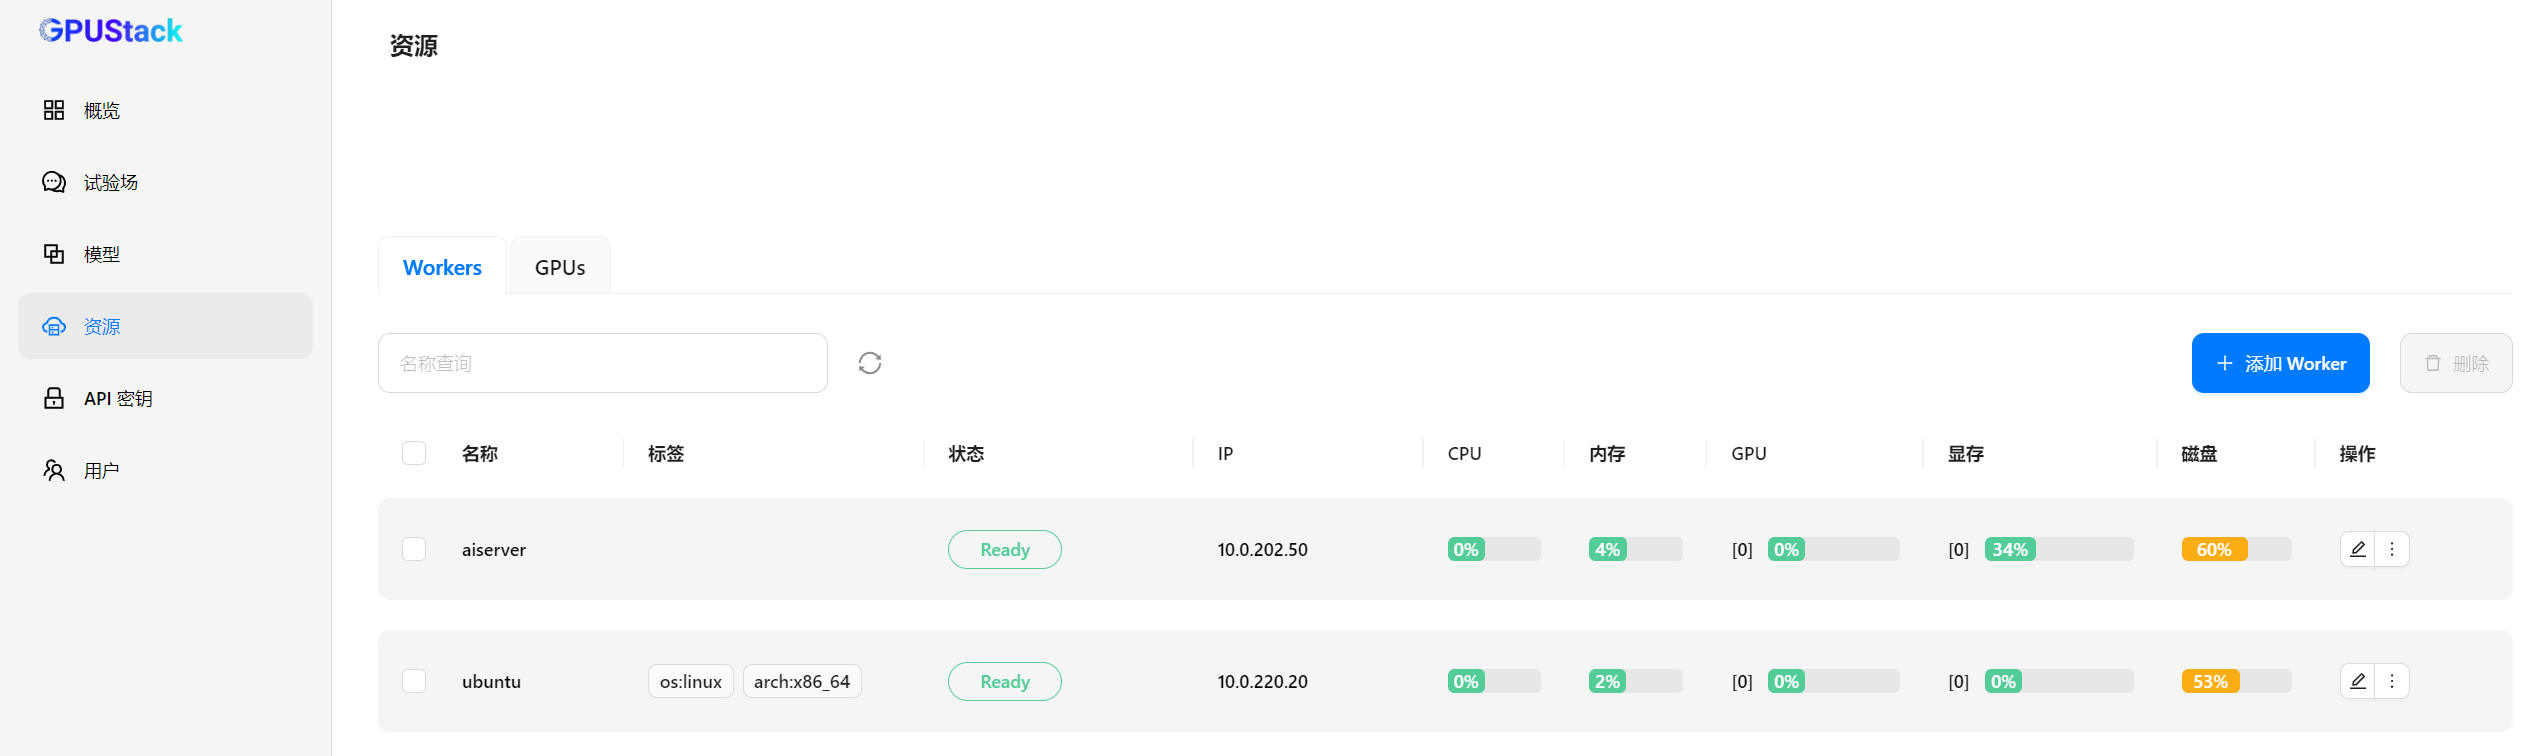 GPUStack
概览
试验场
模型
资源
API 密钥
用户
资源
Workers GPUs
名称查询
+ 添加 Worker 删除
名称 标签 状态 IP CPU 内存 GPU 显存 磁盘 操作
aiserver Ready 10.0.202.50 0% 4% [0] 0% [0] 34% 60%
ubuntu os:linux arch:x86_64 Ready 10.0.220.20 0% 2% [0] 0% [0] 0% 53%